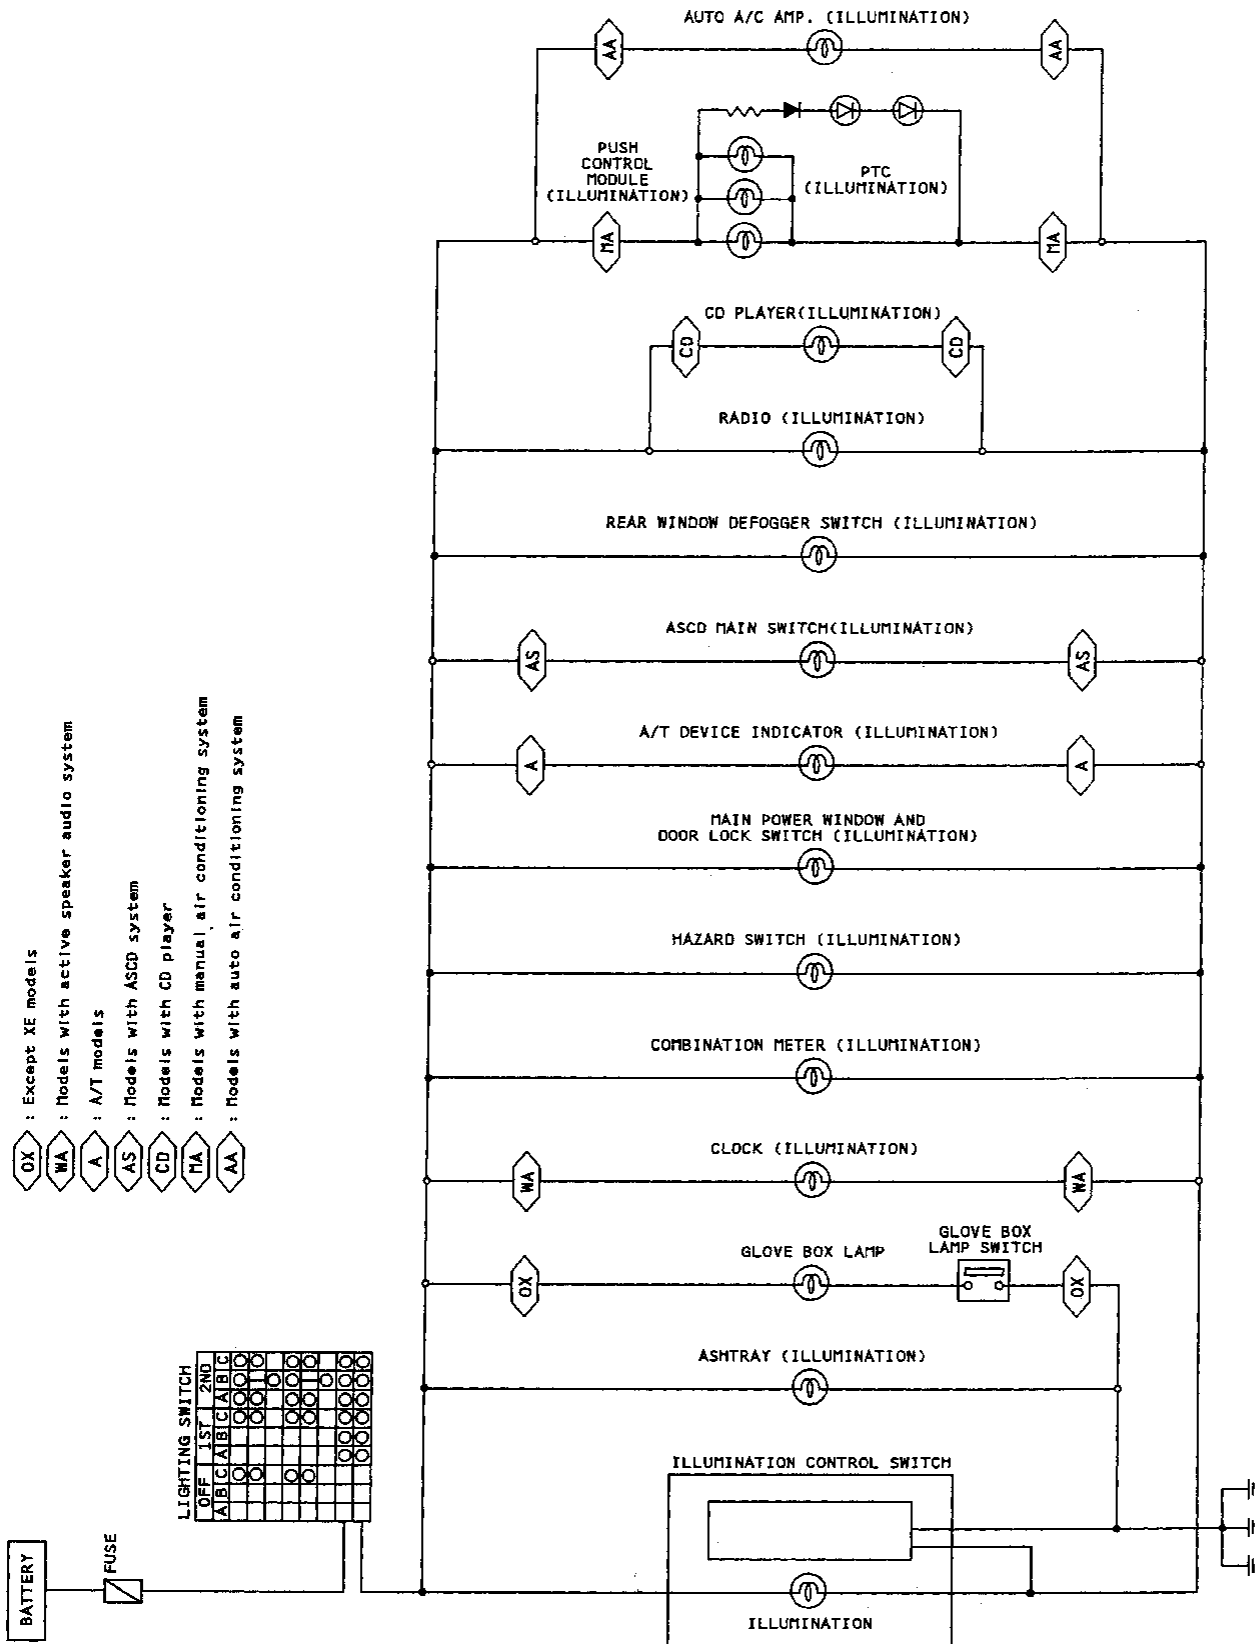 AUTO A/C AMP. (ILLUMINATION)
AA
AA
PUSH
CONTROL
MODULE
(ILLUMINATION)
PTC
(ILLUMINATION)
MA
MA
CD PLAYER(ILLUMINATION)
CD
CD
RADIO (ILLUMINATION)
REAR WINDOW DEFOGGER SWITCH (ILLUMINATION)
ASCD MAIN SWITCH(ILLUMINATION)
AS
AS
A/T DEVICE INDICATOR (ILLUMINATION)
A
A
MAIN POWER WINDOW AND
DOOR LOCK SWITCH (ILLUMINATION)
HAZARD SWITCH (ILLUMINATION)
COMBINATION METER (ILLUMINATION)
CLOCK (ILLUMINATION)
WA
WA
GLOVE BOX LAMP
GLOVE BOX
LAMP SWITCH
OX
OX
ASHTRAY (ILLUMINATION)
ILLUMINATION CONTROL SWITCH
ILLUMINATION
OX : Except XE models
WA : Models with active speaker audio system
A : A/T models
AS : Models with ASCD system
CD : Models with CD player
MA : Models with manual air conditioning system
AA : Models with auto air conditioning system
LIGHTING SWITCH
OFF 1ST 2ND
A B C A B C A B C
BATTERY
FUSE